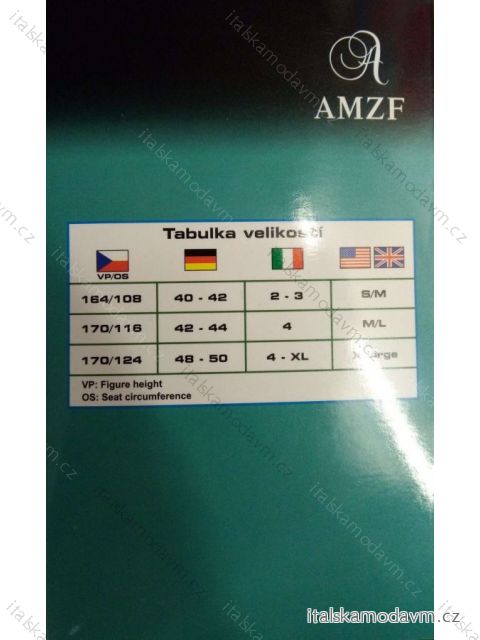 A
AMZF
Tabulka velikostí
VP/OS
164/108 40 - 42 2 - 3 S/M
170/116 42 - 44 4 M/L
170/124 48 - 50 4 - XL
VP: Figure height
OS: Seat circumference
italskamodavm.cz